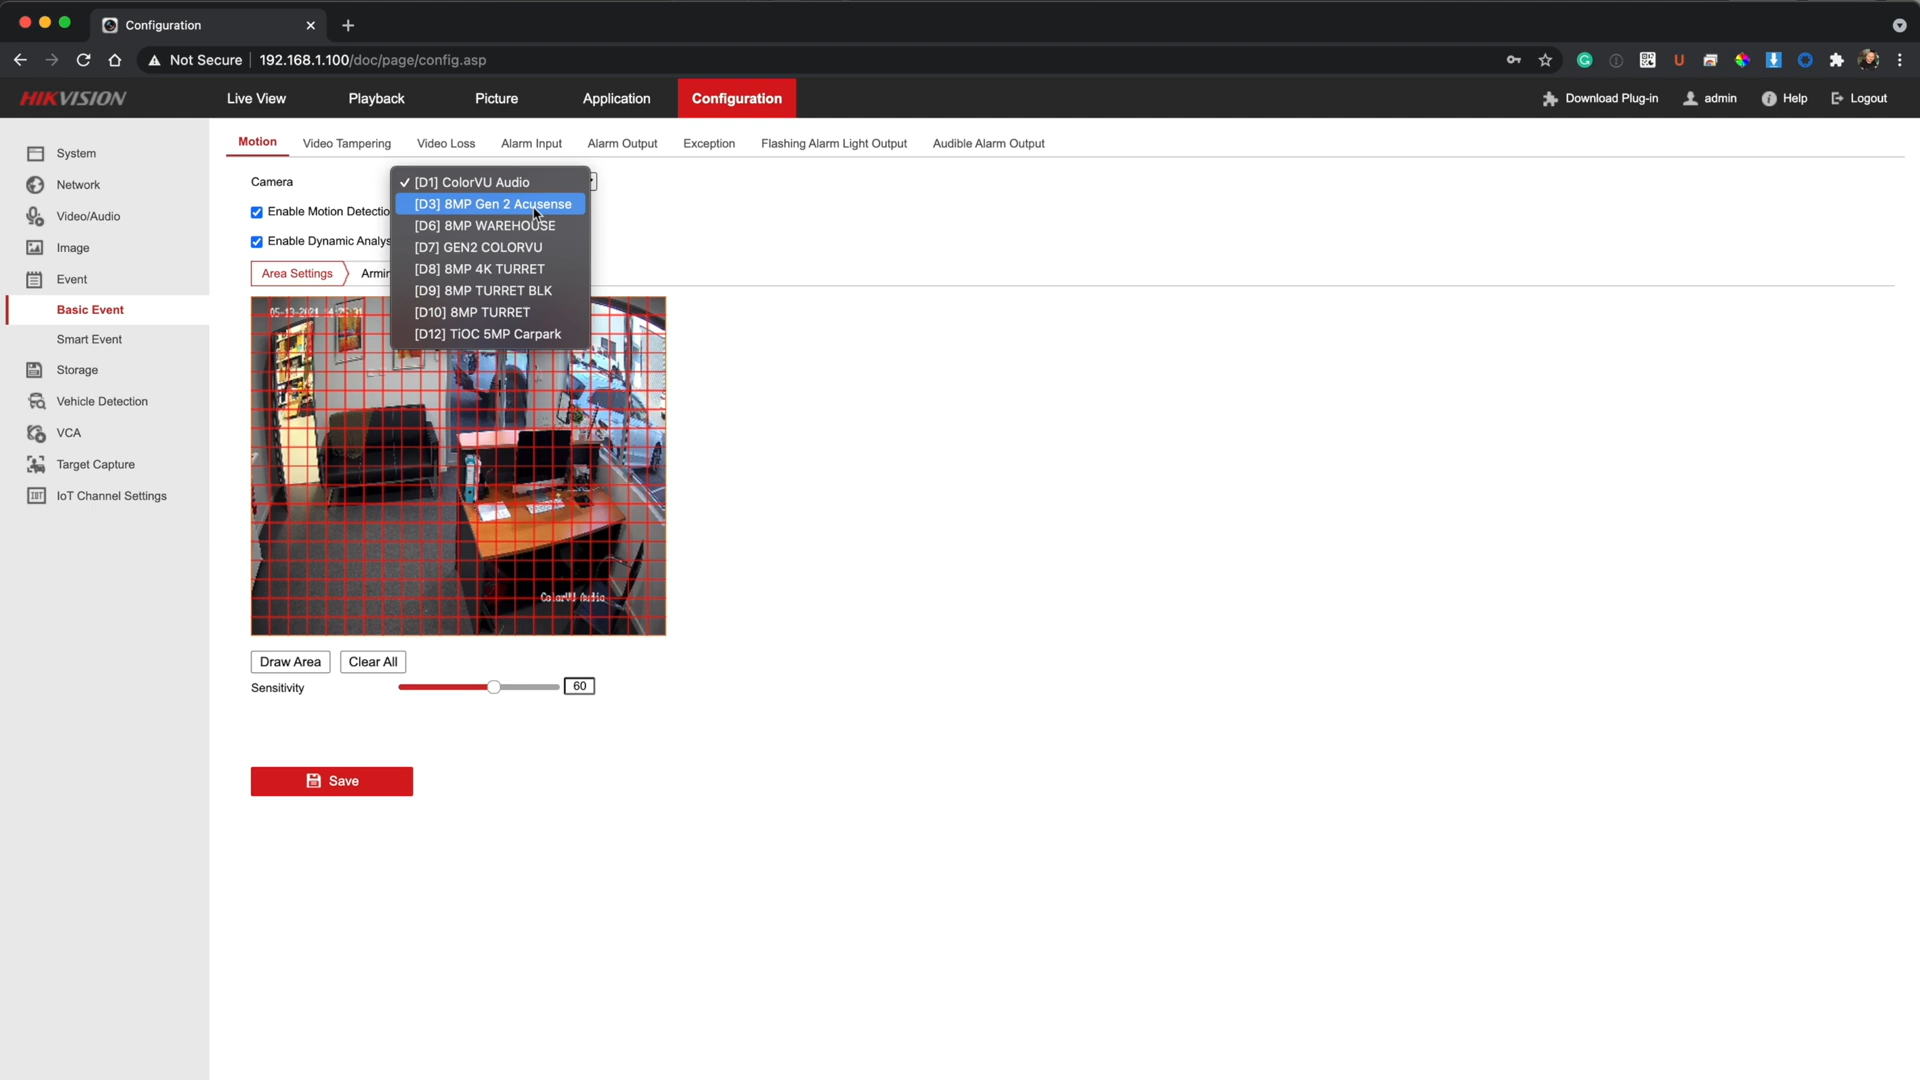 Configuration
Not Secure 192.168.1.100/doc/page/config.asp
HIKVISION
Live View
Playback
Picture
Application
Configuration
Download Plug-in
admin
Help
Logout
System
Network
Video/Audio
Image
Event
Basic Event
Smart Event
Storage
Vehicle Detection
VCA
Target Capture
IoT Channel Settings
Motion
Video Tampering
Video Loss
Alarm Input
Alarm Output
Exception
Flashing Alarm Light Output
Audible Alarm Output
Camera
✓ [D1] ColorVU Audio
[D3] 8MP Gen 2 Acusense
[D6] 8MP WAREHOUSE
[D7] GEN2 COLORVU
[D8] 8MP 4K TURRET
[D9] 8MP TURRET BLK
[D10] 8MP TURRET
[D12] TiOC 5MP Carpark
Enable Motion Detectio
Enable Dynamic Analys
Area Settings
Armin
ColorVU Audio
Draw Area
Clear All
Sensitivity
60
Save